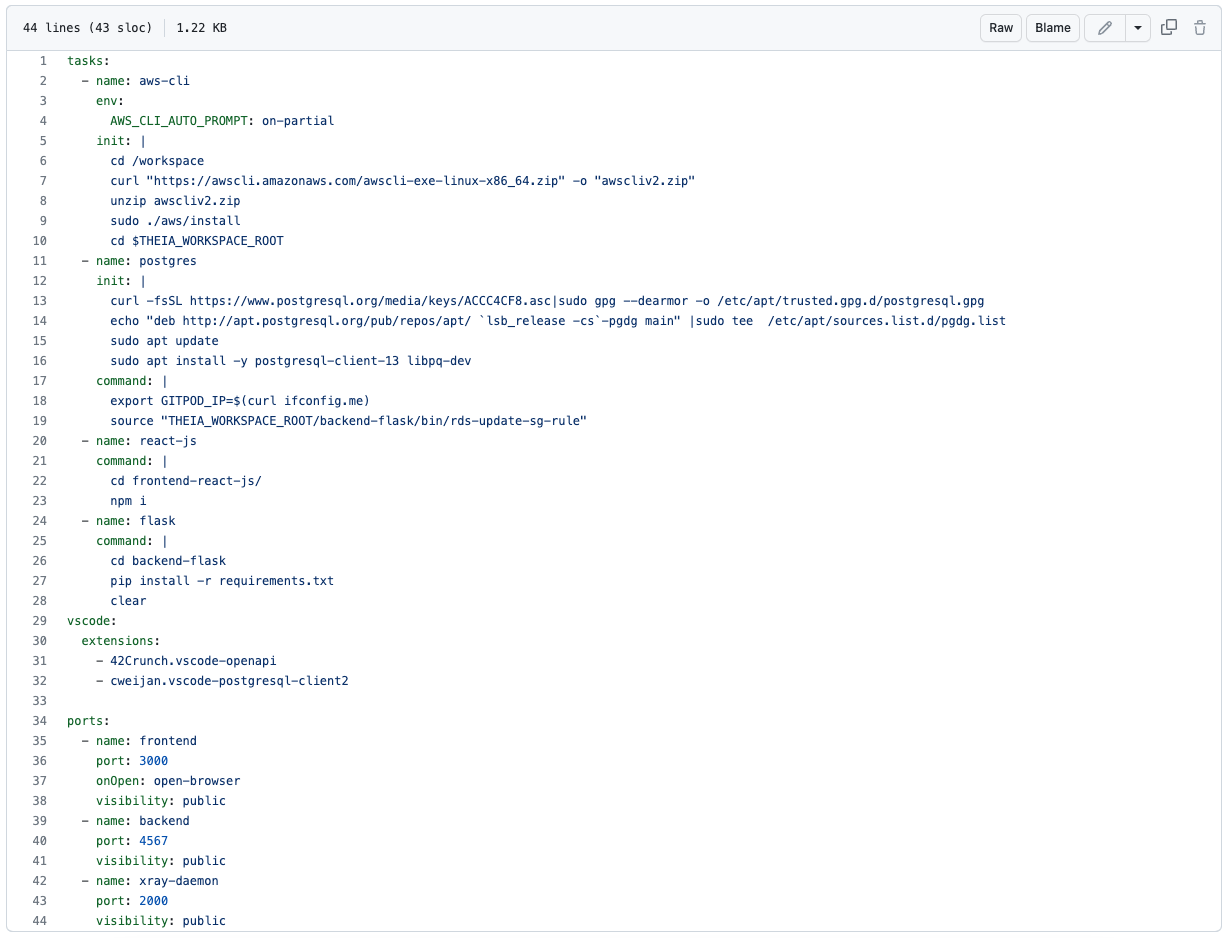 44 lines (43 sloc) 1.22 KB Raw Blame
1 tasks:
2   - name: aws-cli
3     env:
4       AWS_CLI_AUTO_PROMPT: on-partial
5     init: |
6       cd /workspace
7       curl "https://awscli.amazonaws.com/awscli-exe-linux-x86_64.zip" -o "awscliv2.zip"
8       unzip awscliv2.zip
9       sudo ./aws/install
10       cd $THEIA_WORKSPACE_ROOT
11   - name: postgres
12     init: |
13       curl -fsSL https://www.postgresql.org/media/keys/ACCC4CF8.asc|sudo gpg --dearmor -o /etc/apt/trusted.gpg.d/postgresql.gpg
14       echo "deb http://apt.postgresql.org/pub/repos/apt/ `lsb_release -cs`-pgdg main" |sudo tee  /etc/apt/sources.list.d/pgdg.list
15       sudo apt update
16       sudo apt install -y postgresql-client-13 libpq-dev
17     command: |
18       export GITPOD_IP=$(curl ifconfig.me)
19       source "THEIA_WORKSPACE_ROOT/backend-flask/bin/rds-update-sg-rule"
20   - name: react-js
21     command: |
22       cd frontend-react-js/
23       npm i
24   - name: flask
25     command: |
26       cd backend-flask
27       pip install -r requirements.txt
28       clear
29 vscode:
30   extensions:
31     - 42Crunch.vscode-openapi
32     - cweijan.vscode-postgresql-client2
33
34 ports:
35   - name: frontend
36     port: 3000
37     onOpen: open-browser
38     visibility: public
39   - name: backend
40     port: 4567
41     visibility: public
42   - name: xray-daemon
43     port: 2000
44     visibility: public